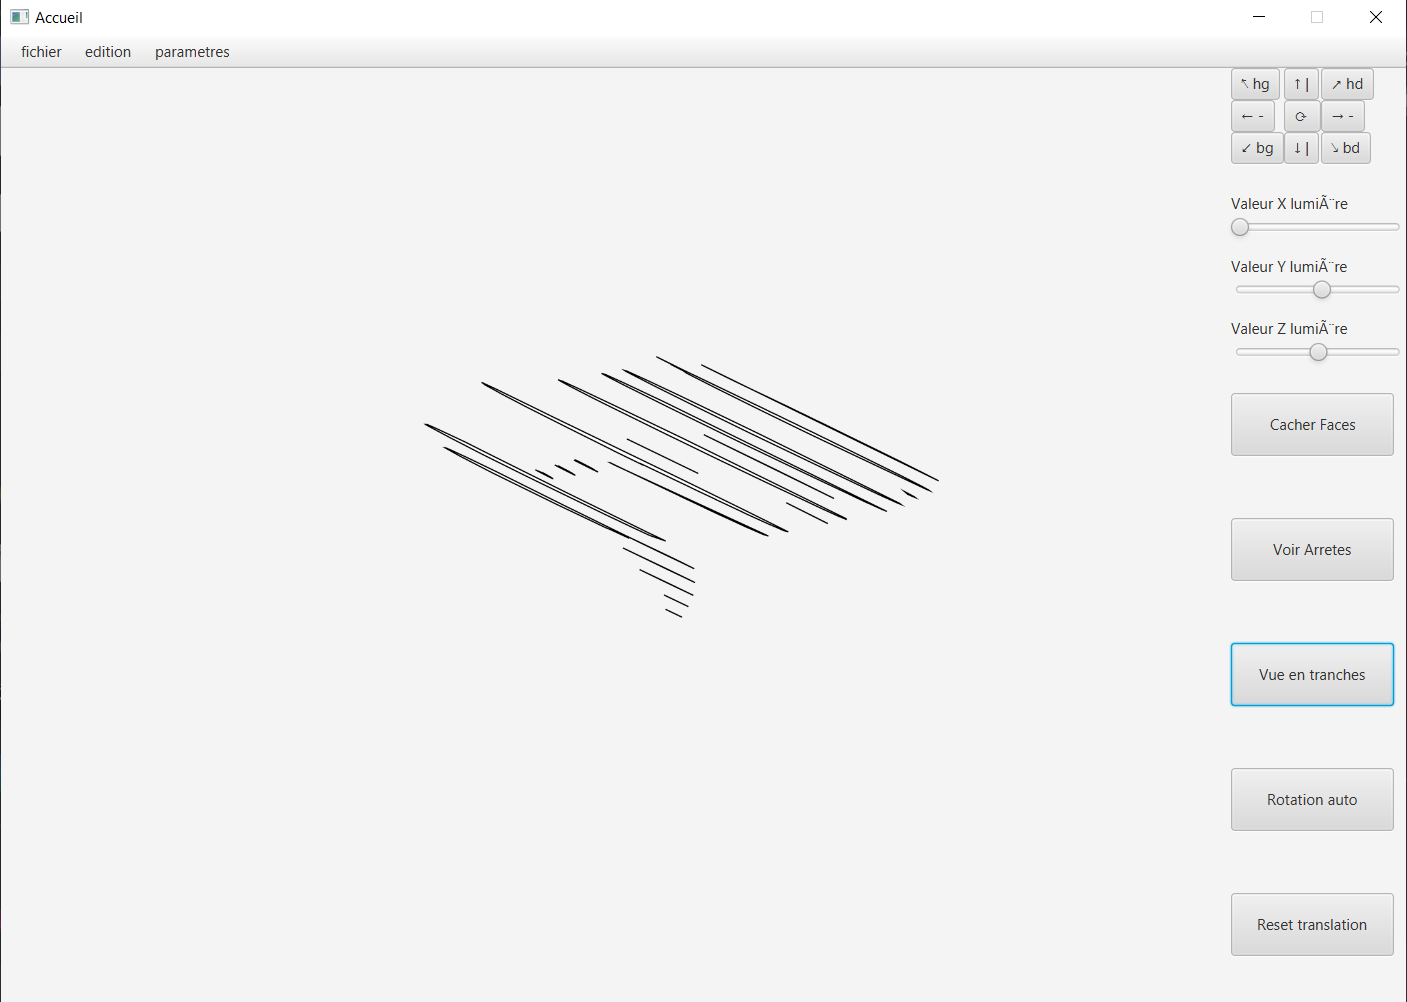 Accueil
fichier edition parametres
↖ hg ↑ | ↗ hd
← - ⟳ → -
↙ bg ↓ | ↘ bd
Valeur X lumiÃ¨re
Valeur Y lumiÃ¨re
Valeur Z lumiÃ¨re
Cacher Faces
Voir Arretes
Vue en tranches
Rotation auto
Reset translation